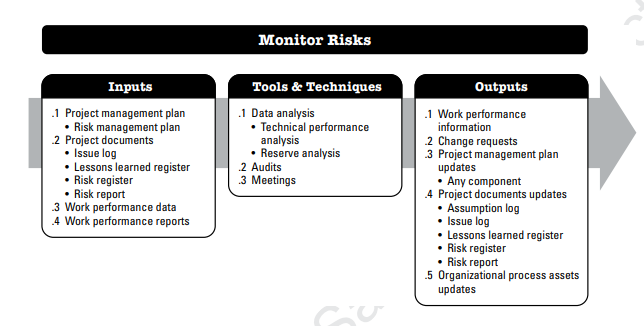 Monitor Risks
Inputs
.1 Project management plan
• Risk management plan
.2 Project documents
• Issue log
• Lessons learned register
• Risk register
• Risk report
.3 Work performance data
.4 Work performance reports
Tools & Techniques
.1 Data analysis
• Technical performance
analysis
• Reserve analysis
.2 Audits
.3 Meetings
Outputs
.1 Work performance
information
.2 Change requests
.3 Project management plan
updates
• Any component
.4 Project documents updates
• Assumption log
• Issue log
• Lessons learned register
• Risk register
• Risk report
.5 Organizational process assets
updates